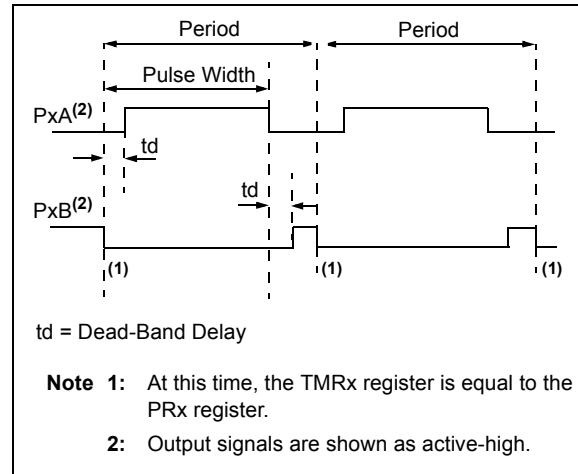 Period Period
Pulse Width
PxA(2)
td
td
PxB(2)
(1) (1) (1)
td = Dead-Band Delay
Note 1: At this time, the TMRx register is equal to the
PRx register.
2: Output signals are shown as active-high.